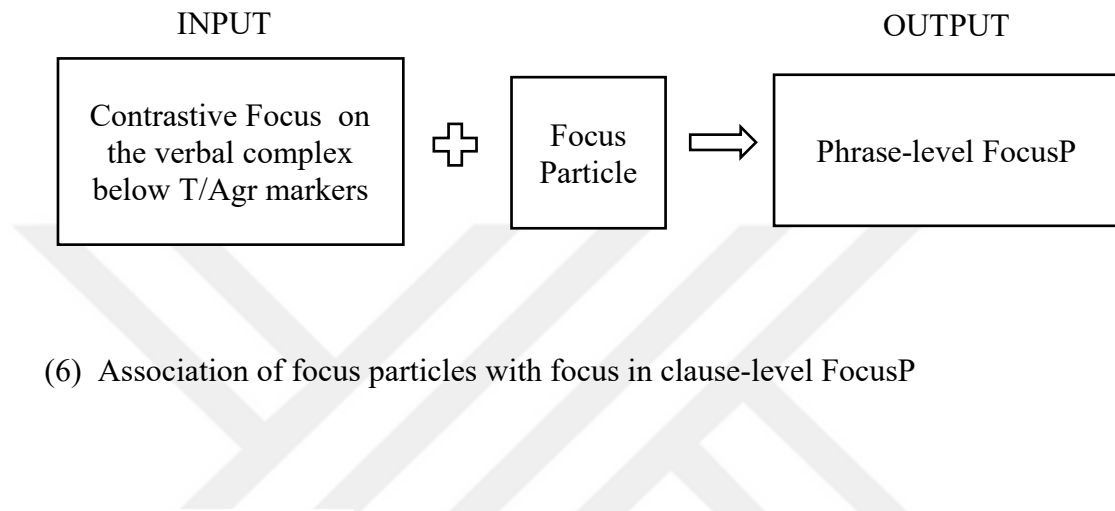 INPUT
OUTPUT
Contrastive Focus on
the verbal complex
below T/Agr markers
Focus
Particle
Phrase-level FocusP
(6) Association of focus particles with focus in clause-level FocusP